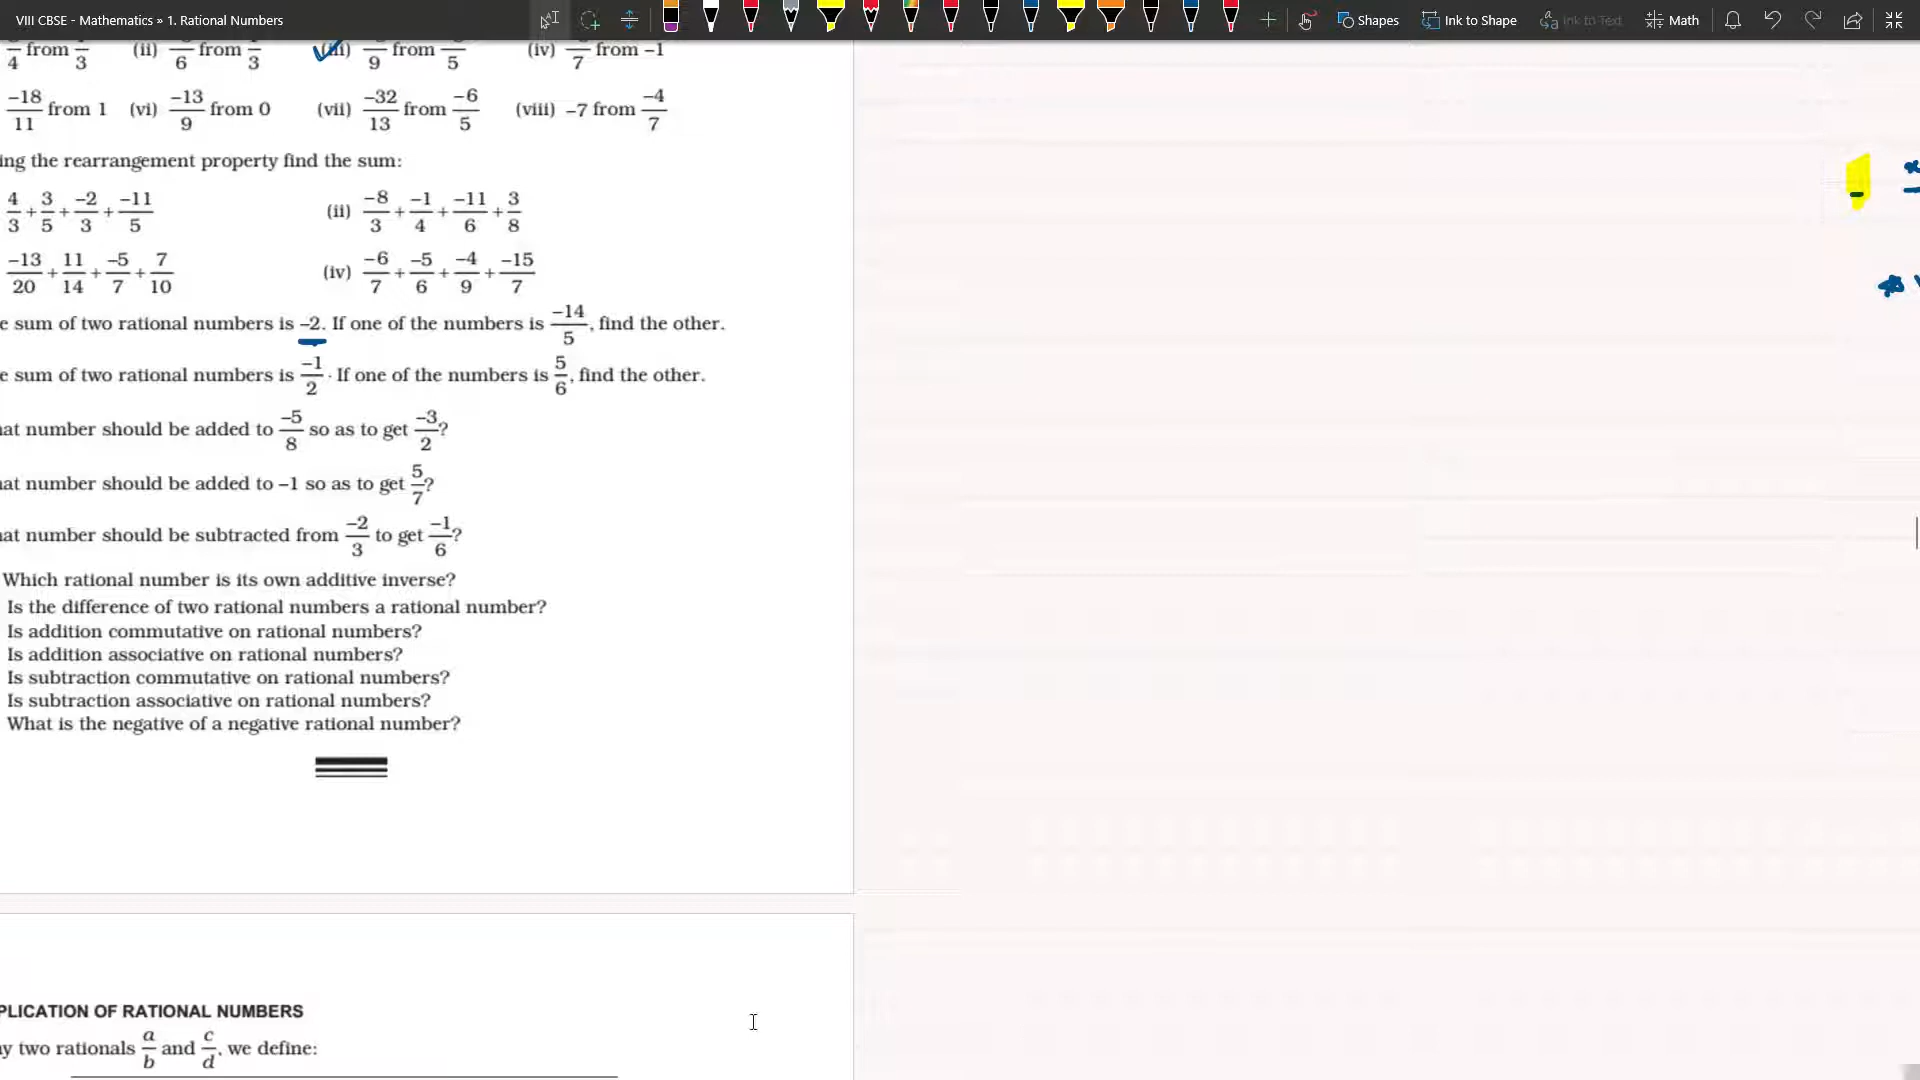 VIII CBSE - Mathematics » 1. Rational Numbers Shapes Ink to Shape Ink to Text Math
/4 from /3 (ii) /6 from /3 (iii) /9 from /5 (iv) /7 from –1
-18/11 from 1 (vi) -13/9 from 0 (vii) -32/13 from -6/5 (viii) –7 from -4/7
ing the rearrangement property find the sum:
4/3 + 3/5 + -2/3 + -11/5 (ii) -8/3 + -1/4 + -11/6 + 3/8
-13/20 + 11/14 + -5/7 + 7/10 (iv) -6/7 + -5/6 + -4/9 + -15/7
e sum of two rational numbers is –2. If one of the numbers is -14/5, find the other.
e sum of two rational numbers is -1/2. If one of the numbers is 5/6, find the other.
at number should be added to -5/8 so as to get -3/2?
at number should be added to –1 so as to get 5/7?
at number should be subtracted from -2/3 to get -1/6?
Which rational number is its own additive inverse?
Is the difference of two rational numbers a rational number?
Is addition commutative on rational numbers?
Is addition associative on rational numbers?
Is subtraction commutative on rational numbers?
Is subtraction associative on rational numbers?
What is the negative of a negative rational number?
PLICATION OF RATIONAL NUMBERS
y two rationals a/b and c/d, we define: